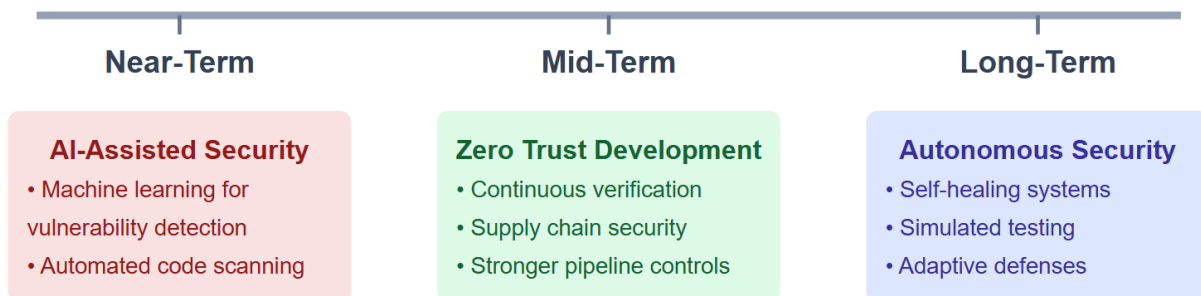 Near-Term
Mid-Term
Long-Term
AI-Assisted Security
• Machine learning for
vulnerability detection
• Automated code scanning
Zero Trust Development
• Continuous verification
• Supply chain security
• Stronger pipeline controls
Autonomous Security
• Self-healing systems
• Simulated testing
• Adaptive defenses